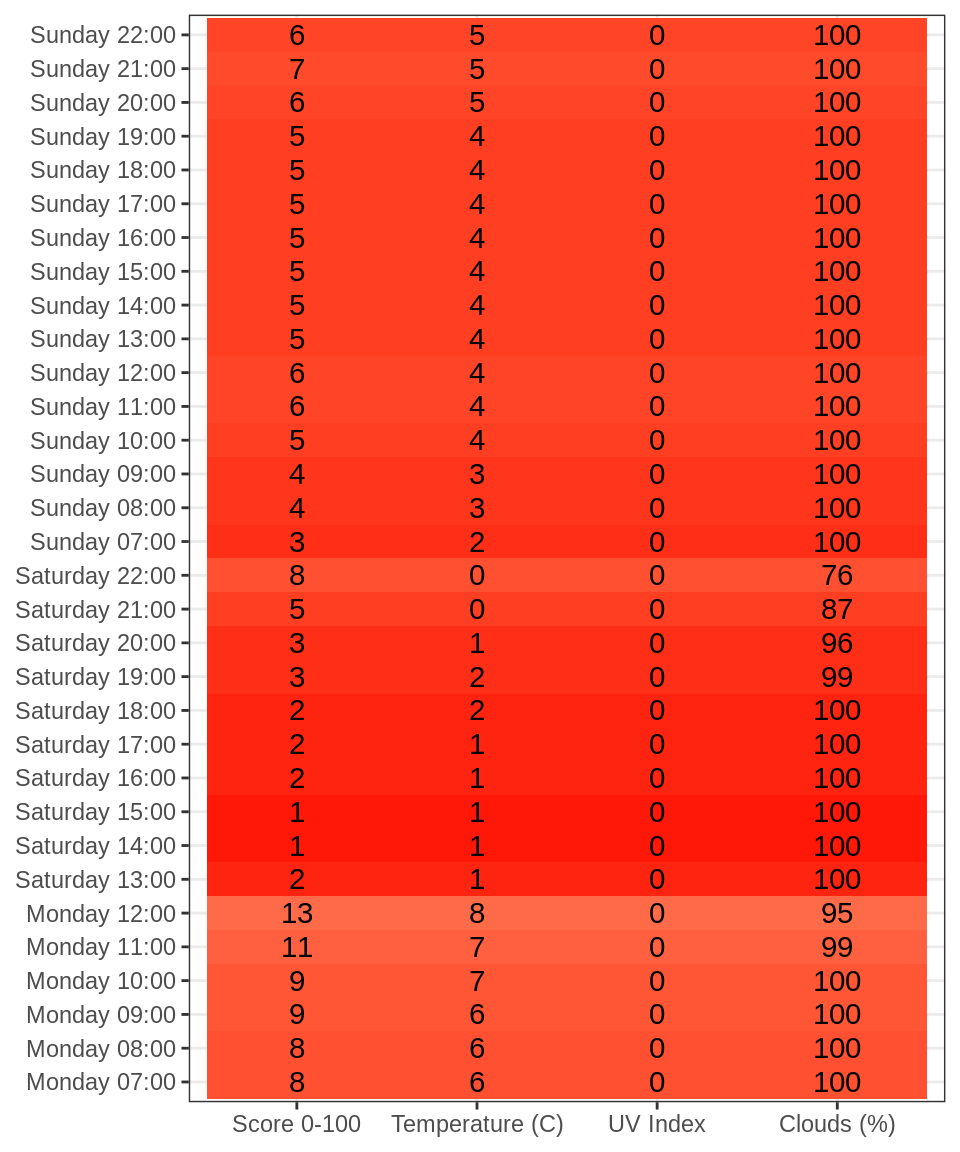 Sunday 22:00 6 5 0 100
Sunday 21:00 7 5 0 100
Sunday 20:00 6 5 0 100
Sunday 19:00 5 4 0 100
Sunday 18:00 5 4 0 100
Sunday 17:00 5 4 0 100
Sunday 16:00 5 4 0 100
Sunday 15:00 5 4 0 100
Sunday 14:00 5 4 0 100
Sunday 13:00 5 4 0 100
Sunday 12:00 6 4 0 100
Sunday 11:00 6 4 0 100
Sunday 10:00 5 4 0 100
Sunday 09:00 4 3 0 100
Sunday 08:00 4 3 0 100
Sunday 07:00 3 2 0 100
Saturday 22:00 8 0 0 76
Saturday 21:00 5 0 0 87
Saturday 20:00 3 1 0 96
Saturday 19:00 3 2 0 99
Saturday 18:00 2 2 0 100
Saturday 17:00 2 1 0 100
Saturday 16:00 2 1 0 100
Saturday 15:00 1 1 0 100
Saturday 14:00 1 1 0 100
Saturday 13:00 2 1 0 100
Monday 12:00 13 8 0 95
Monday 11:00 11 7 0 99
Monday 10:00 9 7 0 100
Monday 09:00 9 6 0 100
Monday 08:00 8 6 0 100
Monday 07:00 8 6 0 100
Score 0-100 Temperature (C) UV Index Clouds (%)